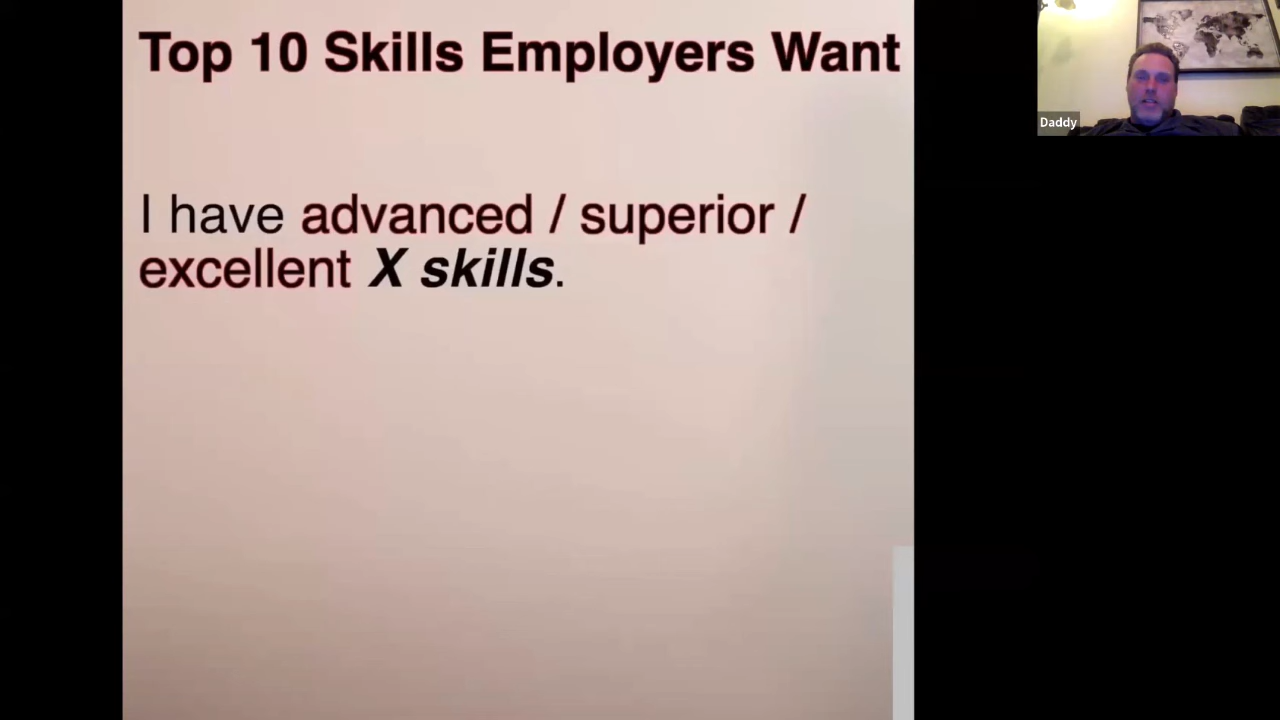 Top 10 Skills Employers Want
I have advanced / superior /
excellent X skills.
Daddy